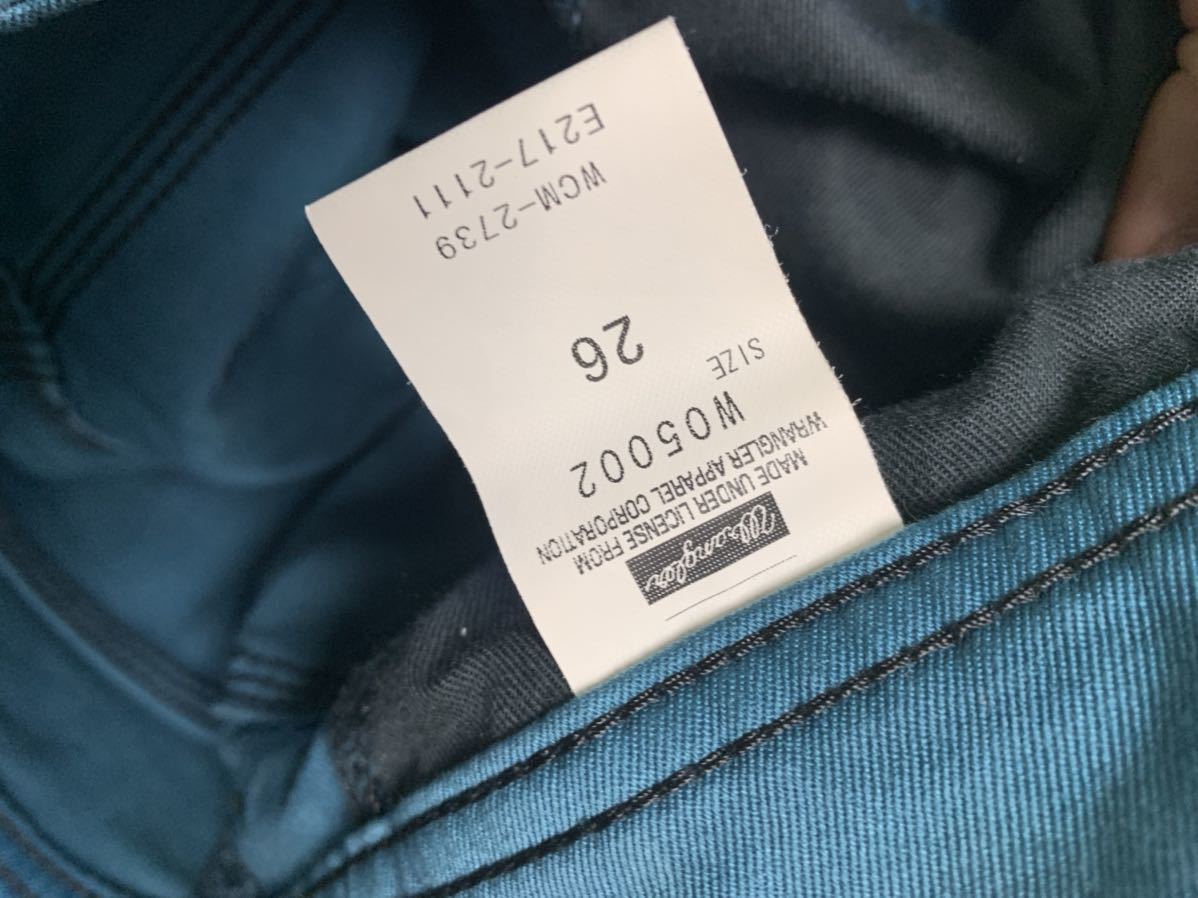 Wrangler
MADE UNDER LICENSE FROM
WRANGLER APPAREL CORPORATION
W05002
SIZE
26
WCM-2739
E217-2111